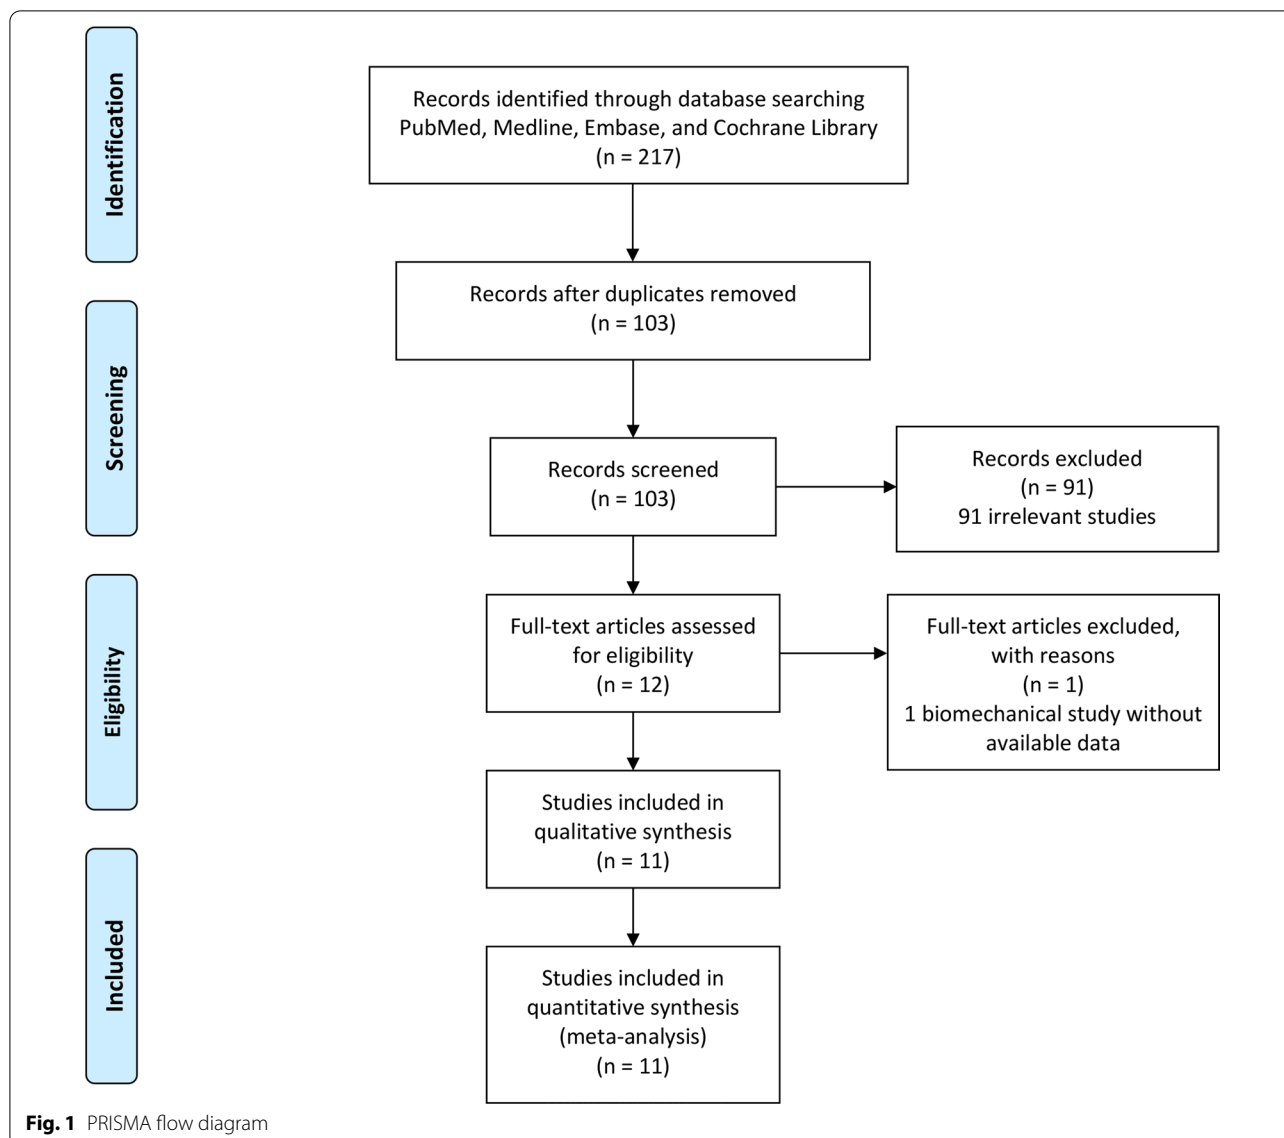 Identification
Records identified through database searching
PubMed, Medline, Embase, and Cochrane Library
(n = 217)
Records after duplicates removed
(n = 103)
Screening
Records screened
(n = 103)
Records excluded
(n = 91)
91 irrelevant studies
Eligibility
Full-text articles assessed
for eligibility
(n = 12)
Full-text articles excluded,
with reasons
(n = 1)
1 biomechanical study without
available data
Studies included in
qualitative synthesis
(n = 11)
Included
Studies included in
quantitative synthesis
(meta-analysis)
(n = 11)
Fig. 1 PRISMA flow diagram